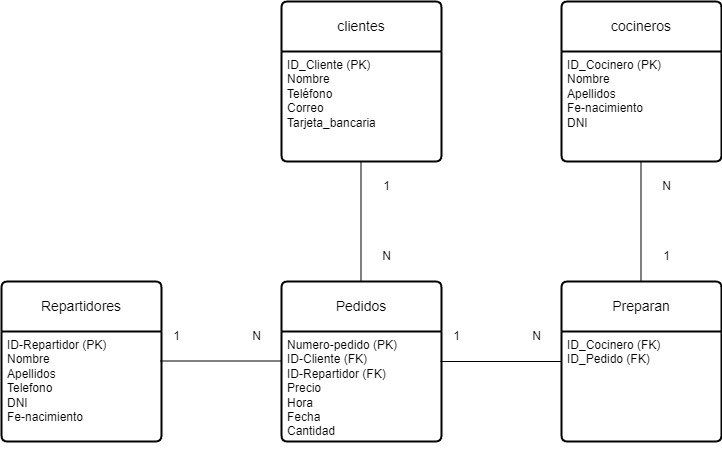 clientes
ID_Cliente (PK)
Nombre
Teléfono
Correo
Tarjeta_bancaria
cocineros
ID_Cocinero (PK)
Nombre
Apellidos
Fe-nacimiento
DNI
1
N
N
1
Repartidores
ID-Repartidor (PK)
Nombre
Apellidos
Telefono
DNI
Fe-nacimiento
1
N
Pedidos
Numero-pedido (PK)
ID-Cliente (FK)
ID-Repartidor (FK)
Precio
Hora
Fecha
Cantidad
1
N
Preparan
ID_Cocinero (FK)
ID_Pedido (FK)